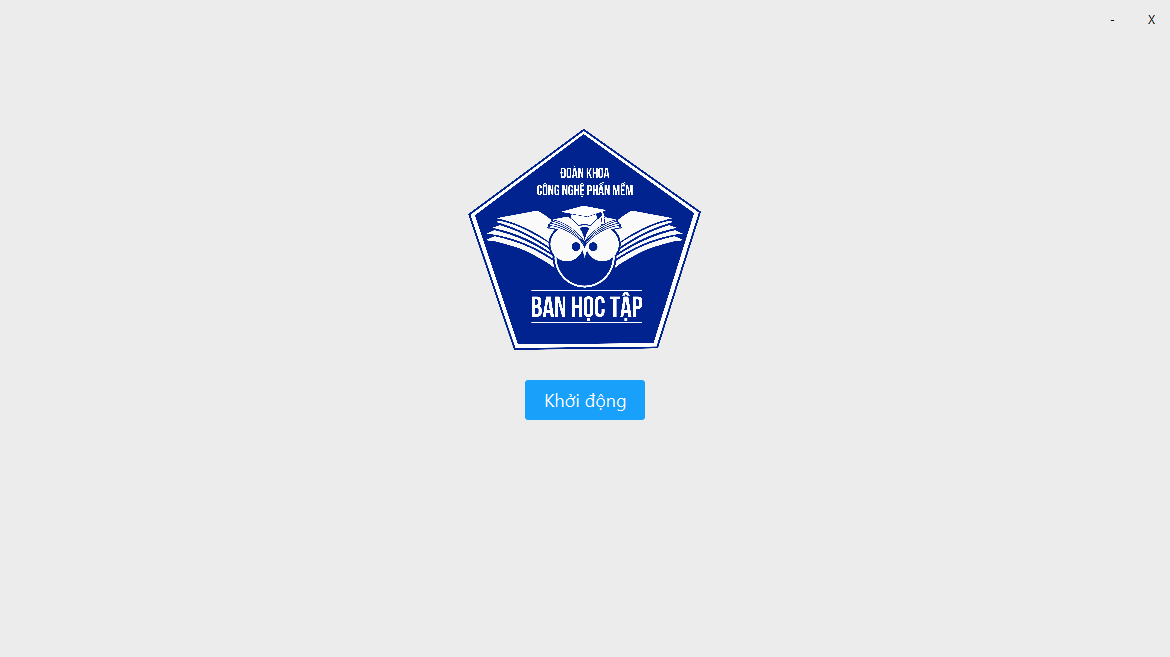 -
X
ĐOÀN KHOA
CÔNG NGHỆ PHẦN MỀM
BAN HỌC TẬP
Khởi động